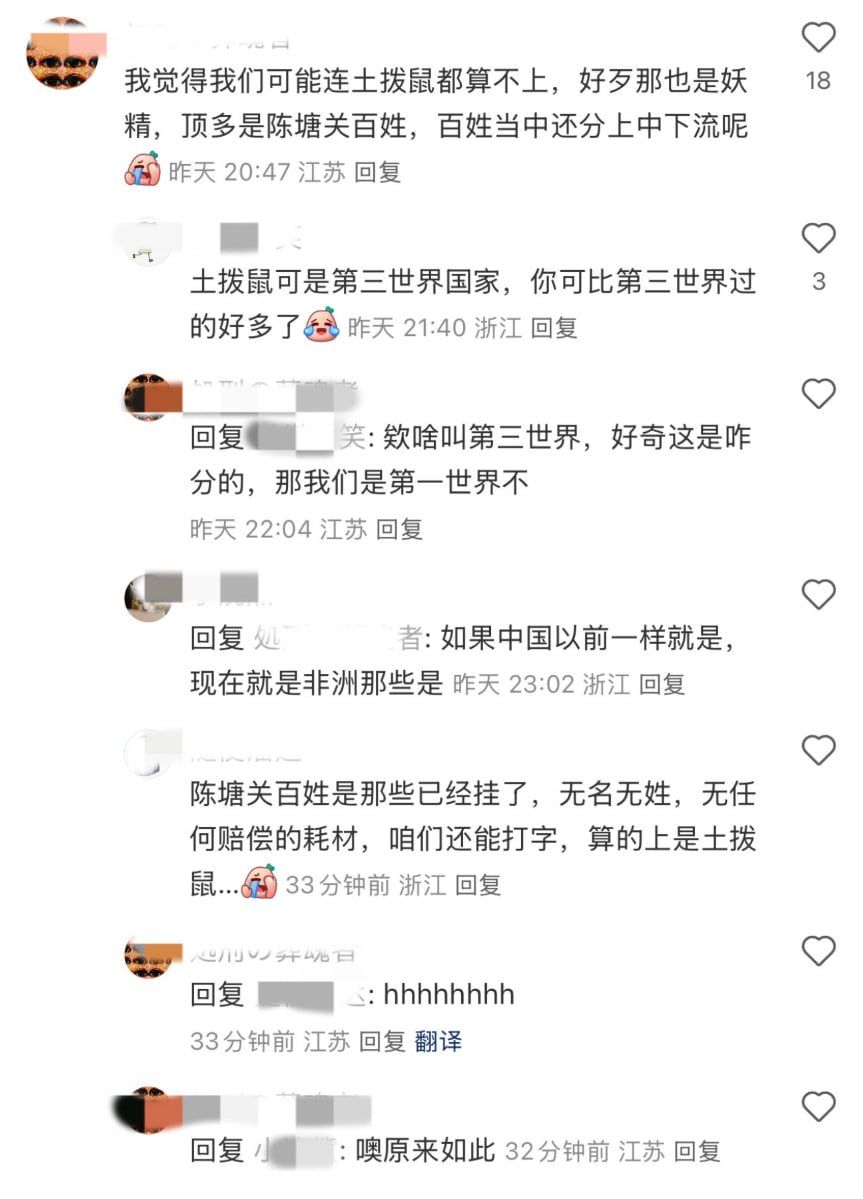 我觉得我们可能连土拨鼠都算不上，好歹那也是妖
18
精，顶多是陈塘关百姓，百姓当中还分上中下流呢
昨天 20:47 江苏 回复
土拨鼠可是第三世界国家，你可比第三世界过
3
的好多了 昨天 21:40 浙江 回复
回复 笑: 欸啥叫第三世界，好奇这是咋
分的，那我们是第一世界不
昨天 22:04 江苏 回复
回复 处 者: 如果中国以前一样就是，
现在就是非洲那些是 昨天 23:02 浙江 回复
陈塘关百姓是那些已经挂了，无名无姓，无任
何赔偿的耗材，咱们还能打字，算的上是土拨
鼠... 33分钟前 浙江 回复
回复 : hhhhhhhh
33分钟前 江苏 回复 翻译
回复 小 : 噢原来如此 32分钟前 江苏 回复